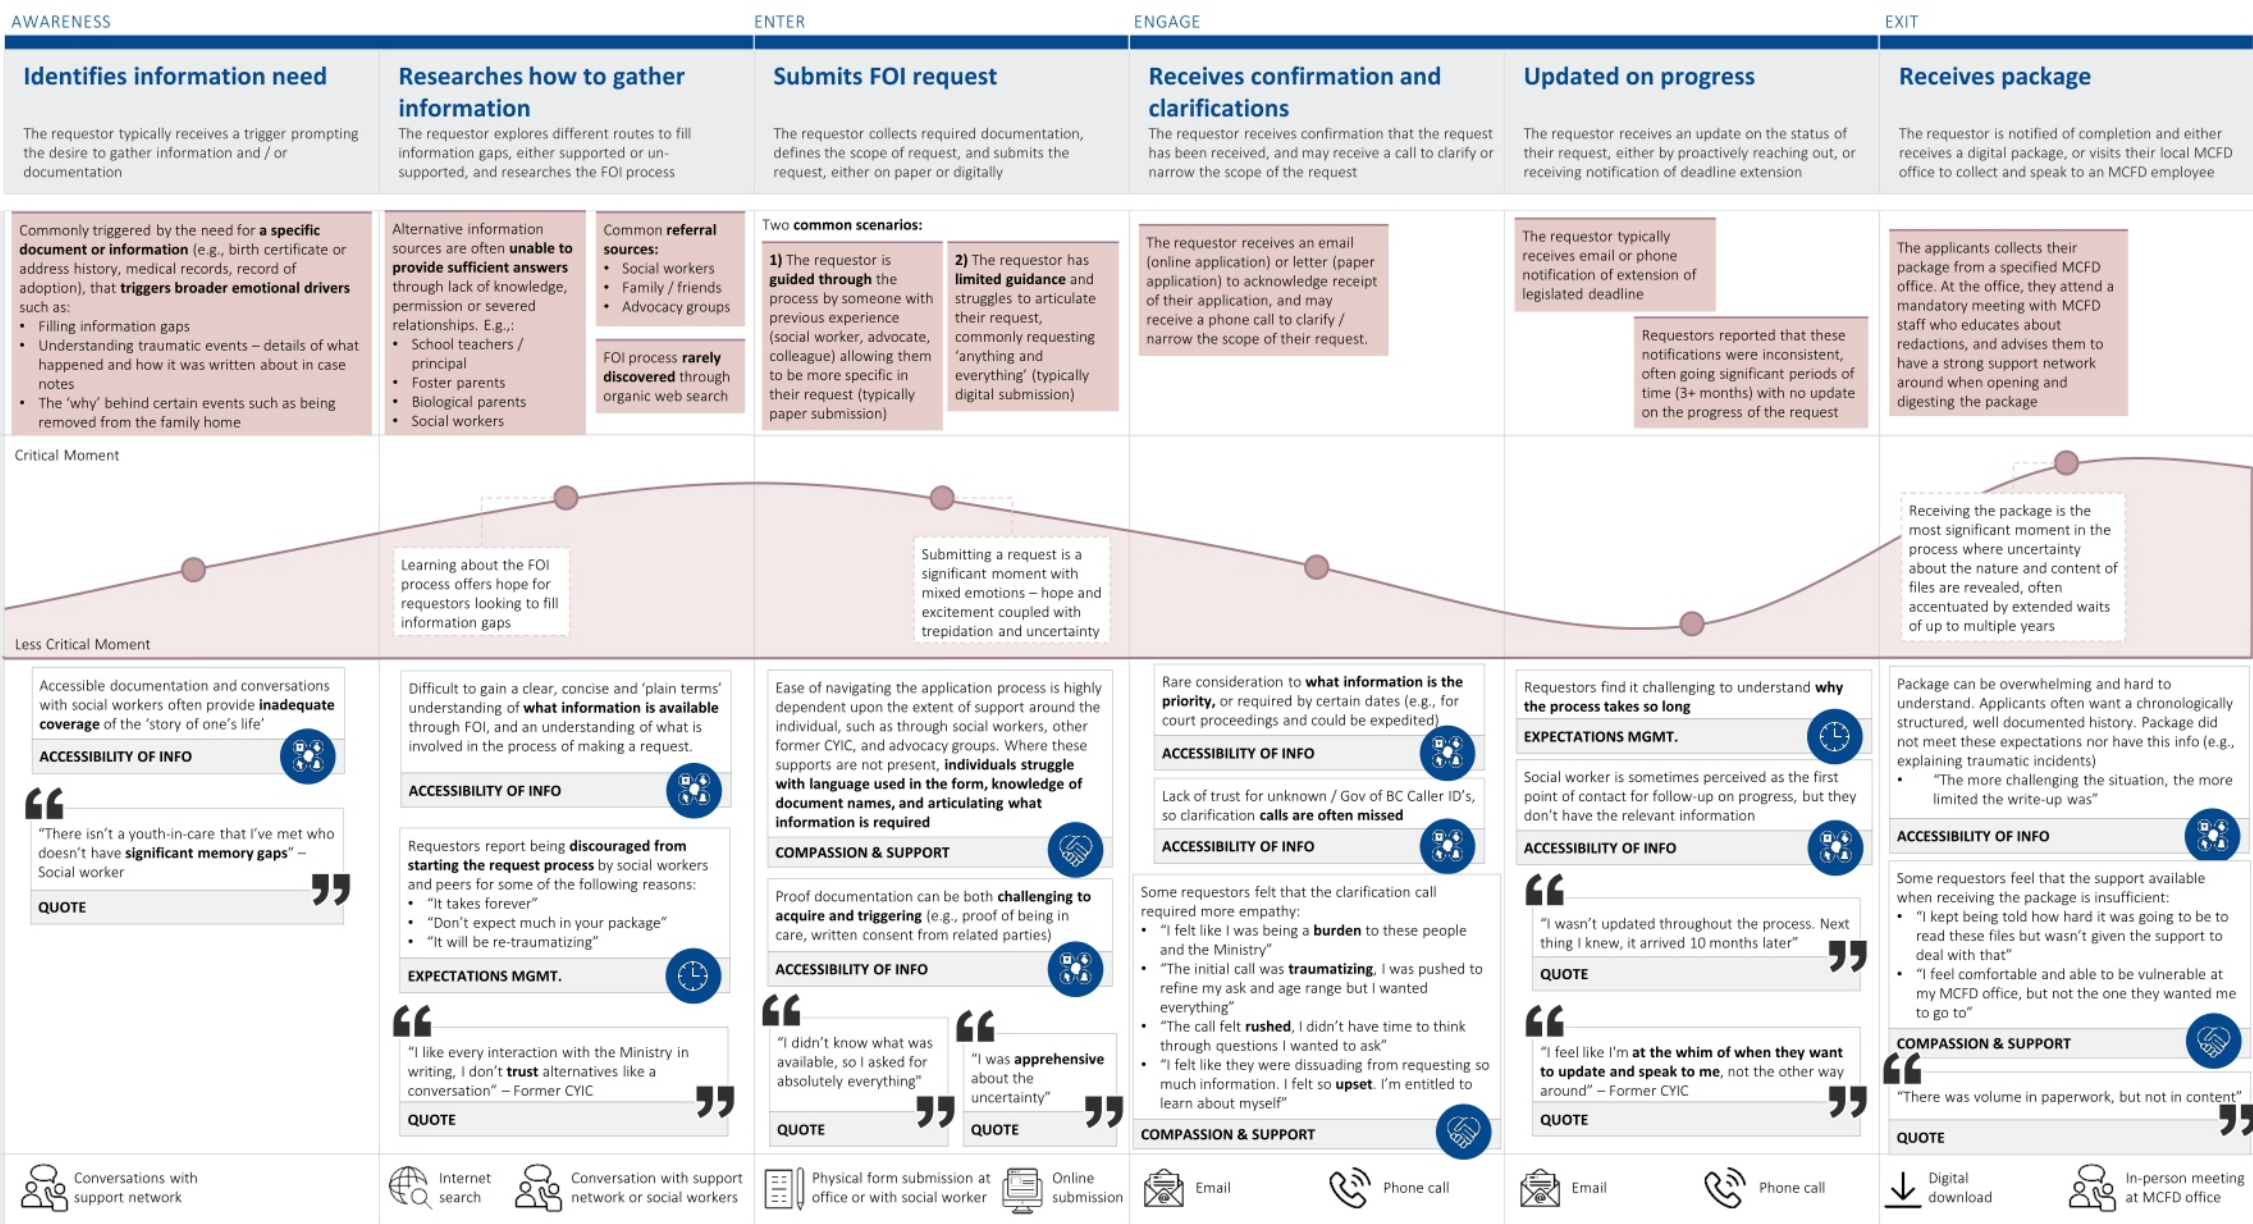 AWARENESS
ENTER
ENGAGE
EXIT
Identifies information need
The requestor typically receives a trigger prompting
the desire to gather information and / or
documentation
Researches how to gather
information
The requestor explores different routes to fill
information gaps, either supported or un-
supported, and researches the FOI process
Submits FOI request
The requestor collects required documentation,
defines the scope of request, and submits the
request, either on paper or digitally
Receives confirmation and
clarifications
The requestor receives confirmation that the request
has been received, and may receive a call to clarify or
narrow the scope of the request
Updated on progress
The requestor receives an update on the status of
their request, either by proactively reaching out, or
receiving notification of deadline extension
Receives package
The requestor is notified of completion and either
receives a digital package, or visits their local MCFD
office to collect and speak to an MCFD employee
Commonly triggered by the need for a specific
document or information (e.g., birth certificate or
address history, medical records, record of
adoption), that triggers broader emotional drivers
such as:
• Filling information gaps
• Understanding traumatic events – details of what
happened and how it was written about in case
notes
• The ‘why’ behind certain events such as being
removed from the family home
Alternative information
sources are often unable to
provide sufficient answers
through lack of knowledge,
permission or severed
relationships. E.g.,:
• School teachers /
principal
• Foster parents
• Biological parents
• Social workers
Common referral
sources:
• Social workers
• Family / friends
• Advocacy groups
FOI process rarely
discovered through
organic web search
Two common scenarios:
1) The requestor is
guided through the
process by someone with
previous experience
(social worker, advocate,
colleague) allowing them
to be more specific in
their request (typically
paper submission)
2) The requestor has
limited guidance and
struggles to articulate
their request,
commonly requesting
‘anything and
everything’ (typically
digital submission)
The requestor receives an email
(online application) or letter (paper
application) to acknowledge receipt
of their application, and may
receive a phone call to clarify /
narrow the scope of their request.
The requestor typically
receives email or phone
notification of extension of
legislated deadline
Requestors reported that these
notifications were inconsistent,
often going significant periods of
time (3+ months) with no update
on the progress of the request
The applicants collects their
package from a specified MCFD
office. At the office, they attend a
mandatory meeting with MCFD
staff who educates about
redactions, and advises them to
have a strong support network
around when opening and
digesting the package
Critical Moment
Learning about the FOI
process offers hope for
requestors looking to fill
information gaps
Submitting a request is a
significant moment with
mixed emotions – hope and
excitement coupled with
trepidation and uncertainty
Receiving the package is the
most significant moment in the
process where uncertainty
about the nature and content of
files are revealed, often
accentuated by extended waits
of up to multiple years
Less Critical Moment
Accessible documentation and conversations
with social workers often provide inadequate
coverage of the ‘story of one’s life’
ACCESSIBILITY OF INFO
“There isn’t a youth-in-care that I’ve met who
doesn’t have significant memory gaps” –
Social worker
QUOTE
Difficult to gain a clear, concise and ‘plain terms’
understanding of what information is available
through FOI, and an understanding of what is
involved in the process of making a request.
ACCESSIBILITY OF INFO
Requestors report being discouraged from
starting the request process by social workers
and peers for some of the following reasons:
• “It takes forever”
• “Don’t expect much in your package”
• “It will be re-traumatizing”
EXPECTATIONS MGMT.
“I like every interaction with the Ministry in
writing, I don’t trust alternatives like a
conversation” – Former CYIC
QUOTE
Ease of navigating the application process is highly
dependent upon the extent of support around the
individual, such as through social workers, other
former CYIC, and advocacy groups. Where these
supports are not present, individuals struggle
with language used in the form, knowledge of
document names, and articulating what
information is required
COMPASSION & SUPPORT
Proof documentation can be both challenging to
acquire and triggering (e.g., proof of being in
care, written consent from related parties)
ACCESSIBILITY OF INFO
“I didn’t know what was
available, so I asked for
absolutely everything”
QUOTE
“I was apprehensive
about the
uncertainty”
QUOTE
Rare consideration to what information is the
priority, or required by certain dates (e.g., for
court proceedings and could be expedited)
ACCESSIBILITY OF INFO
Lack of trust for unknown / Gov of BC Caller ID’s,
so clarification calls are often missed
ACCESSIBILITY OF INFO
Some requestors felt that the clarification call
required more empathy:
• “I felt like I was being a burden to these people
and the Ministry”
• “The initial call was traumatizing, I was pushed to
refine my ask and age range but I wanted
everything”
• “The call felt rushed, I didn’t have time to think
through questions I wanted to ask”
• “I felt like they were dissuading from requesting so
much information. I felt so upset. I’m entitled to
learn about myself”
COMPASSION & SUPPORT
Requestors find it challenging to understand why
the process takes so long
EXPECTATIONS MGMT.
Social worker is sometimes perceived as the first
point of contact for follow-up on progress, but they
don’t have the relevant information
ACCESSIBILITY OF INFO
“I wasn’t updated throughout the process. Next
thing I knew, it arrived 10 months later”
QUOTE
“I feel like I'm at the whim of when they want
to update and speak to me, not the other way
around” – Former CYIC
QUOTE
Package can be overwhelming and hard to
understand. Applicants often want a chronologically
structured, well documented history. Package did
not meet these expectations nor have this info (e.g.,
explaining traumatic incidents)
• “The more challenging the situation, the more
limited the write-up was”
ACCESSIBILITY OF INFO
Some requestors feel that the support available
when receiving the package is insufficient:
• “I kept being told how hard it was going to be to
read these files but wasn’t given the support to
deal with that”
• “I feel comfortable and able to be vulnerable at
my MCFD office, but not the one they wanted me
to go to”
COMPASSION & SUPPORT
“There was volume in paperwork, but not in content”
QUOTE
Conversations with
support network
Internet
search
Conversation with support
network or social workers
Physical form submission at
office or with social worker
Online
submission
Email
Phone call
Email
Phone call
Digital
download
In-person meeting
at MCFD office